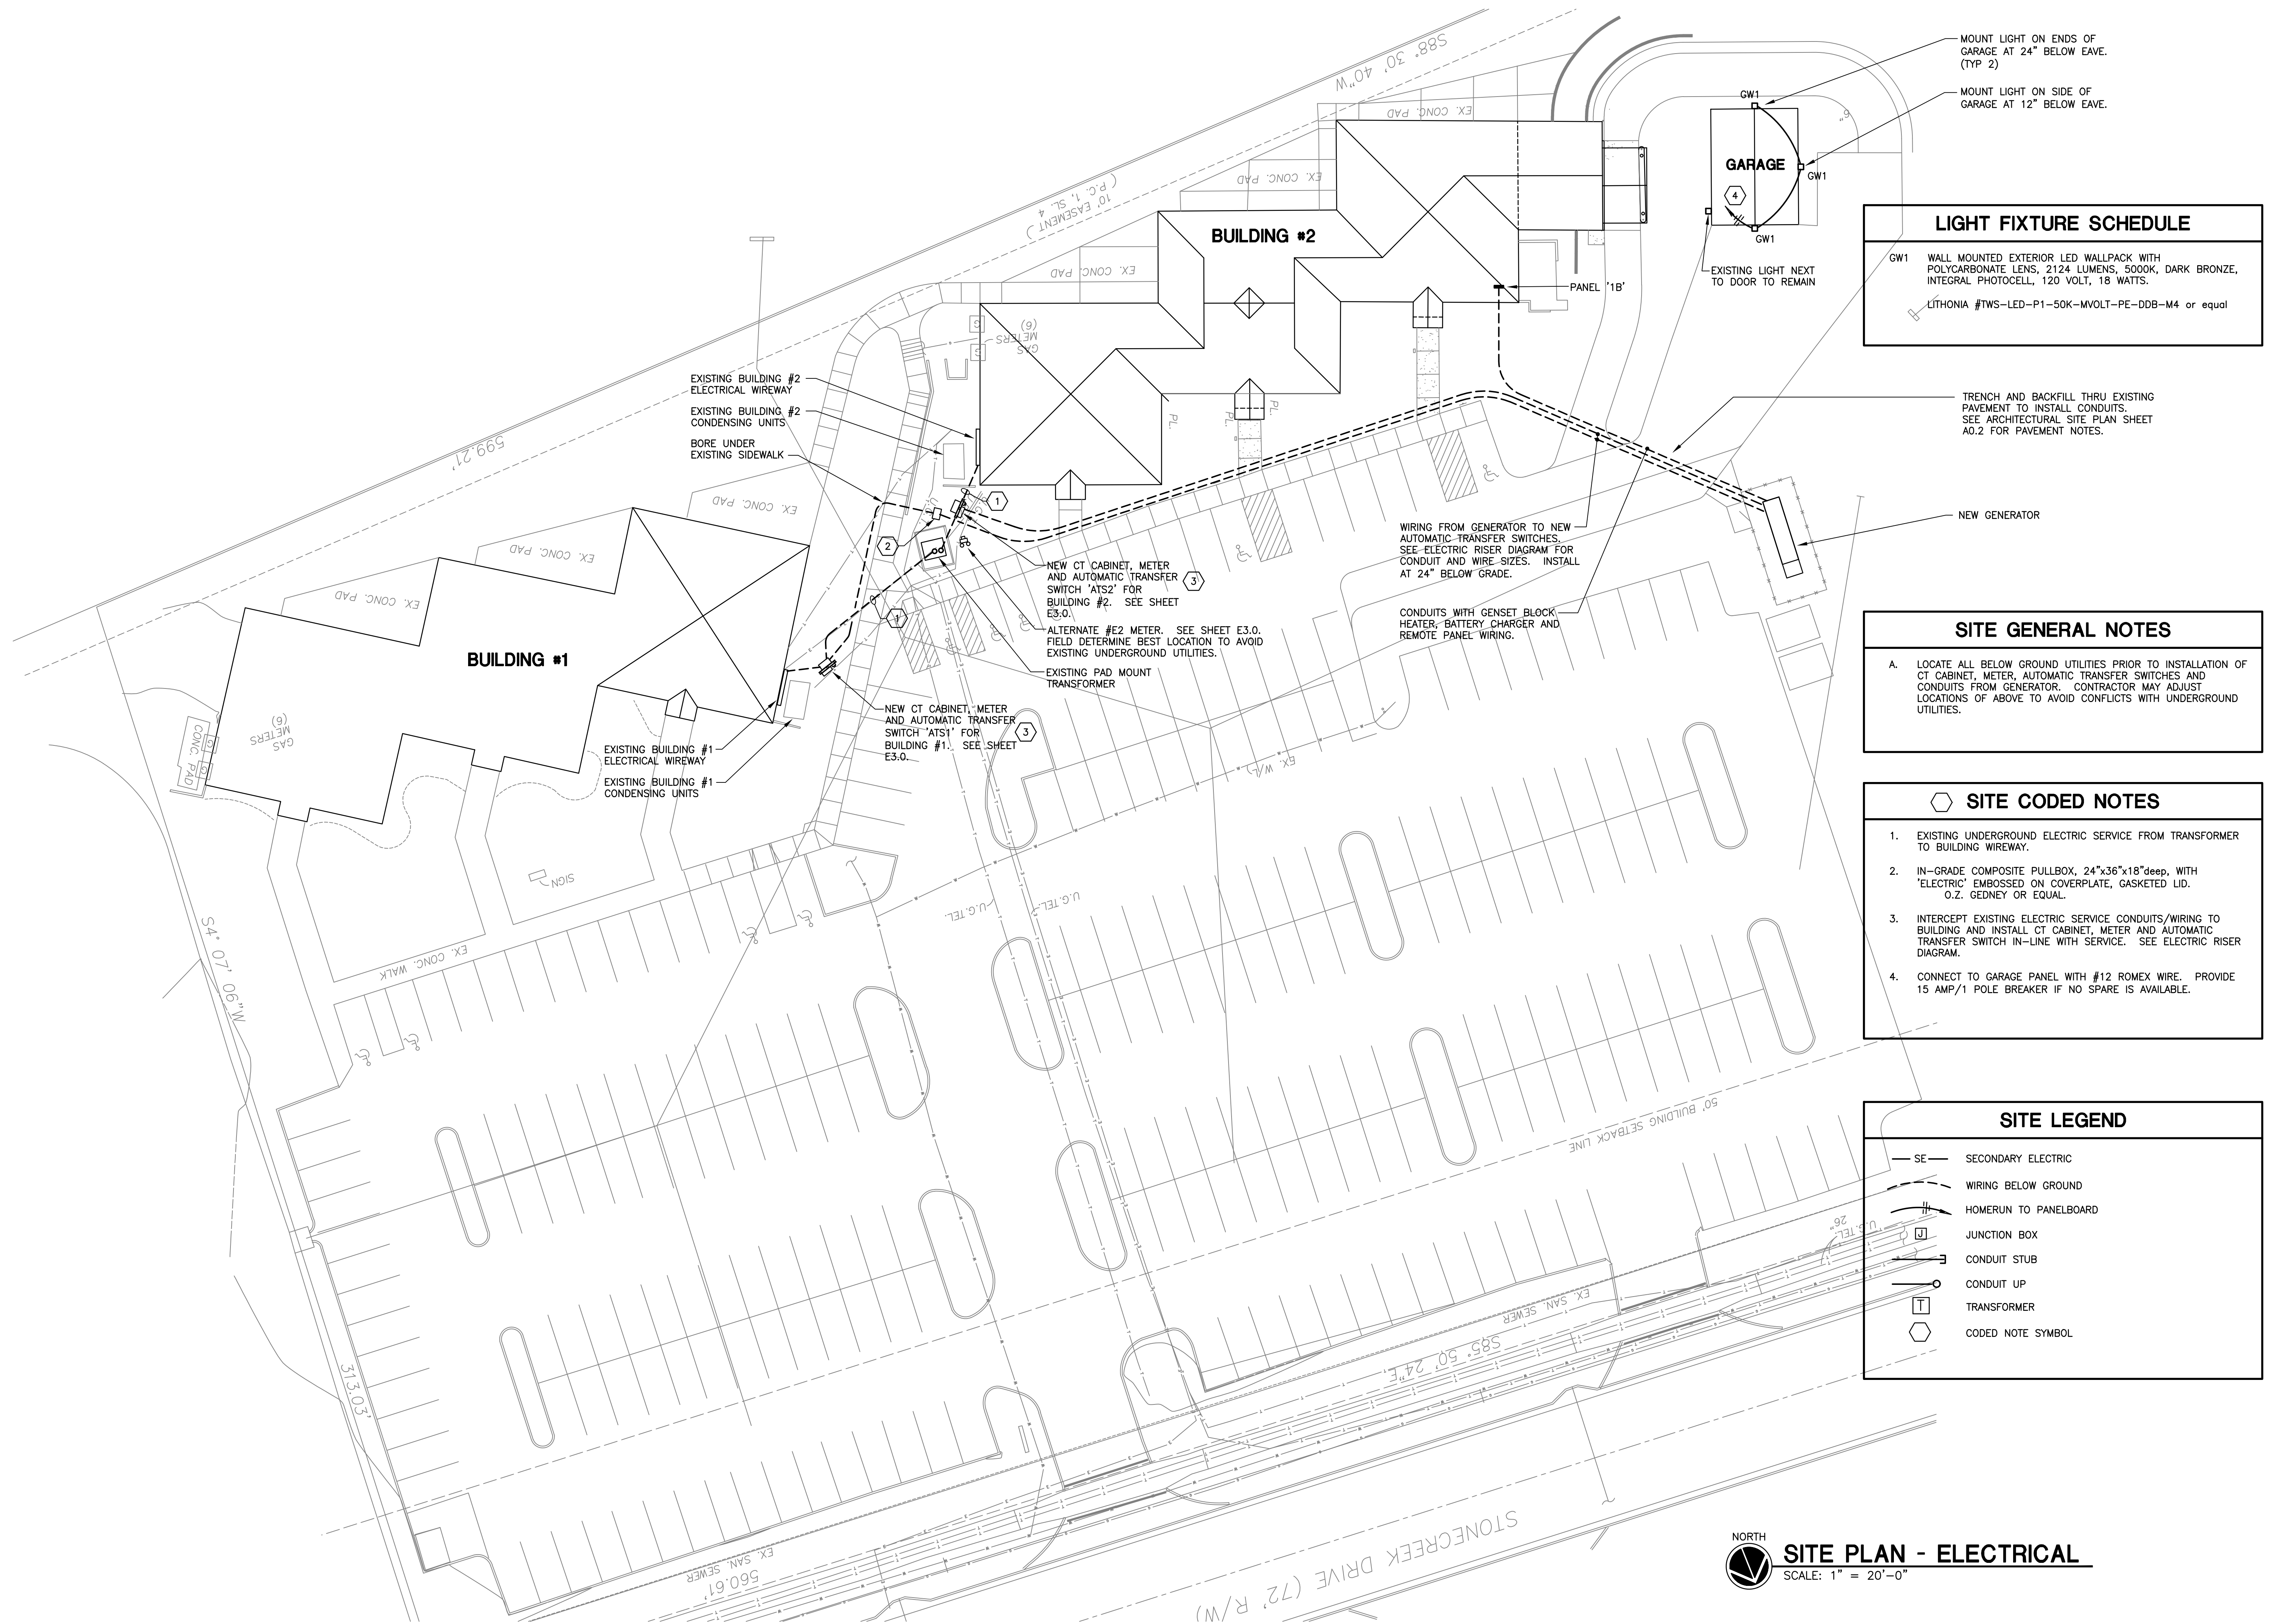 S88° 30' 40"W
10' EASEMENT
( P.C. 1, SL. 4 )
599.21'
EX. CONC. PAD
EX. CONC. PAD
EX. CONC. PAD
EX. CONC. PAD
EX. CONC. PAD
EX. CONC. PAD
BUILDING #2
GAS
METERS
(6)
G
G
PL.
PL.
PL.
PANEL '1B'
GW1
GARAGE
GW1
4
GW1
6"
MOUNT LIGHT ON ENDS OF
GARAGE AT 24" BELOW EAVE.
(TYP 2)
MOUNT LIGHT ON SIDE OF
GARAGE AT 12" BELOW EAVE.
EXISTING LIGHT NEXT
TO DOOR TO REMAIN
LIGHT FIXTURE SCHEDULE
GW1 WALL MOUNTED EXTERIOR LED WALLPACK WITH
POLYCARBONATE LENS, 2124 LUMENS, 5000K, DARK BRONZE,
INTEGRAL PHOTOCELL, 120 VOLT, 18 WATTS.
LITHONIA #TWS-LED-P1-50K-MVOLT-PE-DDB-M4 or equal
TRENCH AND BACKFILL THRU EXISTING
PAVEMENT TO INSTALL CONDUITS.
SEE ARCHITECTURAL SITE PLAN SHEET
A0.2 FOR PAVEMENT NOTES.
NEW GENERATOR
EXISTING BUILDING #2
ELECTRICAL WIREWAY
EXISTING BUILDING #2
CONDENSING UNITS
BORE UNDER
EXISTING SIDEWALK
1
2
1
NEW CT CABINET, METER
AND AUTOMATIC TRANSFER
SWITCH 'ATS2' FOR
BUILDING #2. SEE SHEET
E3.0.
3
ALTERNATE #E2 METER. SEE SHEET E3.0.
FIELD DETERMINE BEST LOCATION TO AVOID
EXISTING UNDERGROUND UTILITIES.
EXISTING PAD MOUNT
TRANSFORMER
WIRING FROM GENERATOR TO NEW
AUTOMATIC TRANSFER SWITCHES.
SEE ELECTRIC RISER DIAGRAM FOR
CONDUIT AND WIRE SIZES. INSTALL
AT 24" BELOW GRADE.
CONDUITS WITH GENSET BLOCK
HEATER, BATTERY CHARGER AND
REMOTE PANEL WIRING.
NEW CT CABINET, METER
AND AUTOMATIC TRANSFER
SWITCH 'ATS1' FOR
BUILDING #1. SEE SHEET
E3.0.
3
BUILDING #1
EXISTING BUILDING #1
ELECTRICAL WIREWAY
EXISTING BUILDING #1
CONDENSING UNITS
GAS
METERS
(6)
CONC. PAD
G
G
SIGN
EX. CONC. WALK
EX. W/L
U.G.TEL.
U.G.TEL.
S4° 07' 06"W
313.03'
50' BUILDING SETBACK LINE
EX. SAN. SEWER
S85° 50' 24"E
U.G.TEL.
26"
EX. SAN. SEWER
560.61
STONECREEK DRIVE (72' R/W)
SITE GENERAL NOTES
A. LOCATE ALL BELOW GROUND UTILITIES PRIOR TO INSTALLATION OF
CT CABINET, METER, AUTOMATIC TRANSFER SWITCHES AND
CONDUITS FROM GENERATOR. CONTRACTOR MAY ADJUST
LOCATIONS OF ABOVE TO AVOID CONFLICTS WITH UNDERGROUND
UTILITIES.
SITE CODED NOTES
1. EXISTING UNDERGROUND ELECTRIC SERVICE FROM TRANSFORMER
TO BUILDING WIREWAY.
2. IN-GRADE COMPOSITE PULLBOX, 24"x36"x18"deep, WITH
'ELECTRIC' EMBOSSED ON COVERPLATE, GASKETED LID.
O.Z. GEDNEY OR EQUAL.
3. INTERCEPT EXISTING ELECTRIC SERVICE CONDUITS/WIRING TO
BUILDING AND INSTALL CT CABINET, METER AND AUTOMATIC
TRANSFER SWITCH IN-LINE WITH SERVICE. SEE ELECTRIC RISER
DIAGRAM.
4. CONNECT TO GARAGE PANEL WITH #12 ROMEX WIRE. PROVIDE
15 AMP/1 POLE BREAKER IF NO SPARE IS AVAILABLE.
SITE LEGEND
SE SECONDARY ELECTRIC
WIRING BELOW GROUND
HOMERUN TO PANELBOARD
J JUNCTION BOX
CONDUIT STUB
CONDUIT UP
T TRANSFORMER
CODED NOTE SYMBOL
NORTH
SITE PLAN - ELECTRICAL
SCALE: 1" = 20'-0"